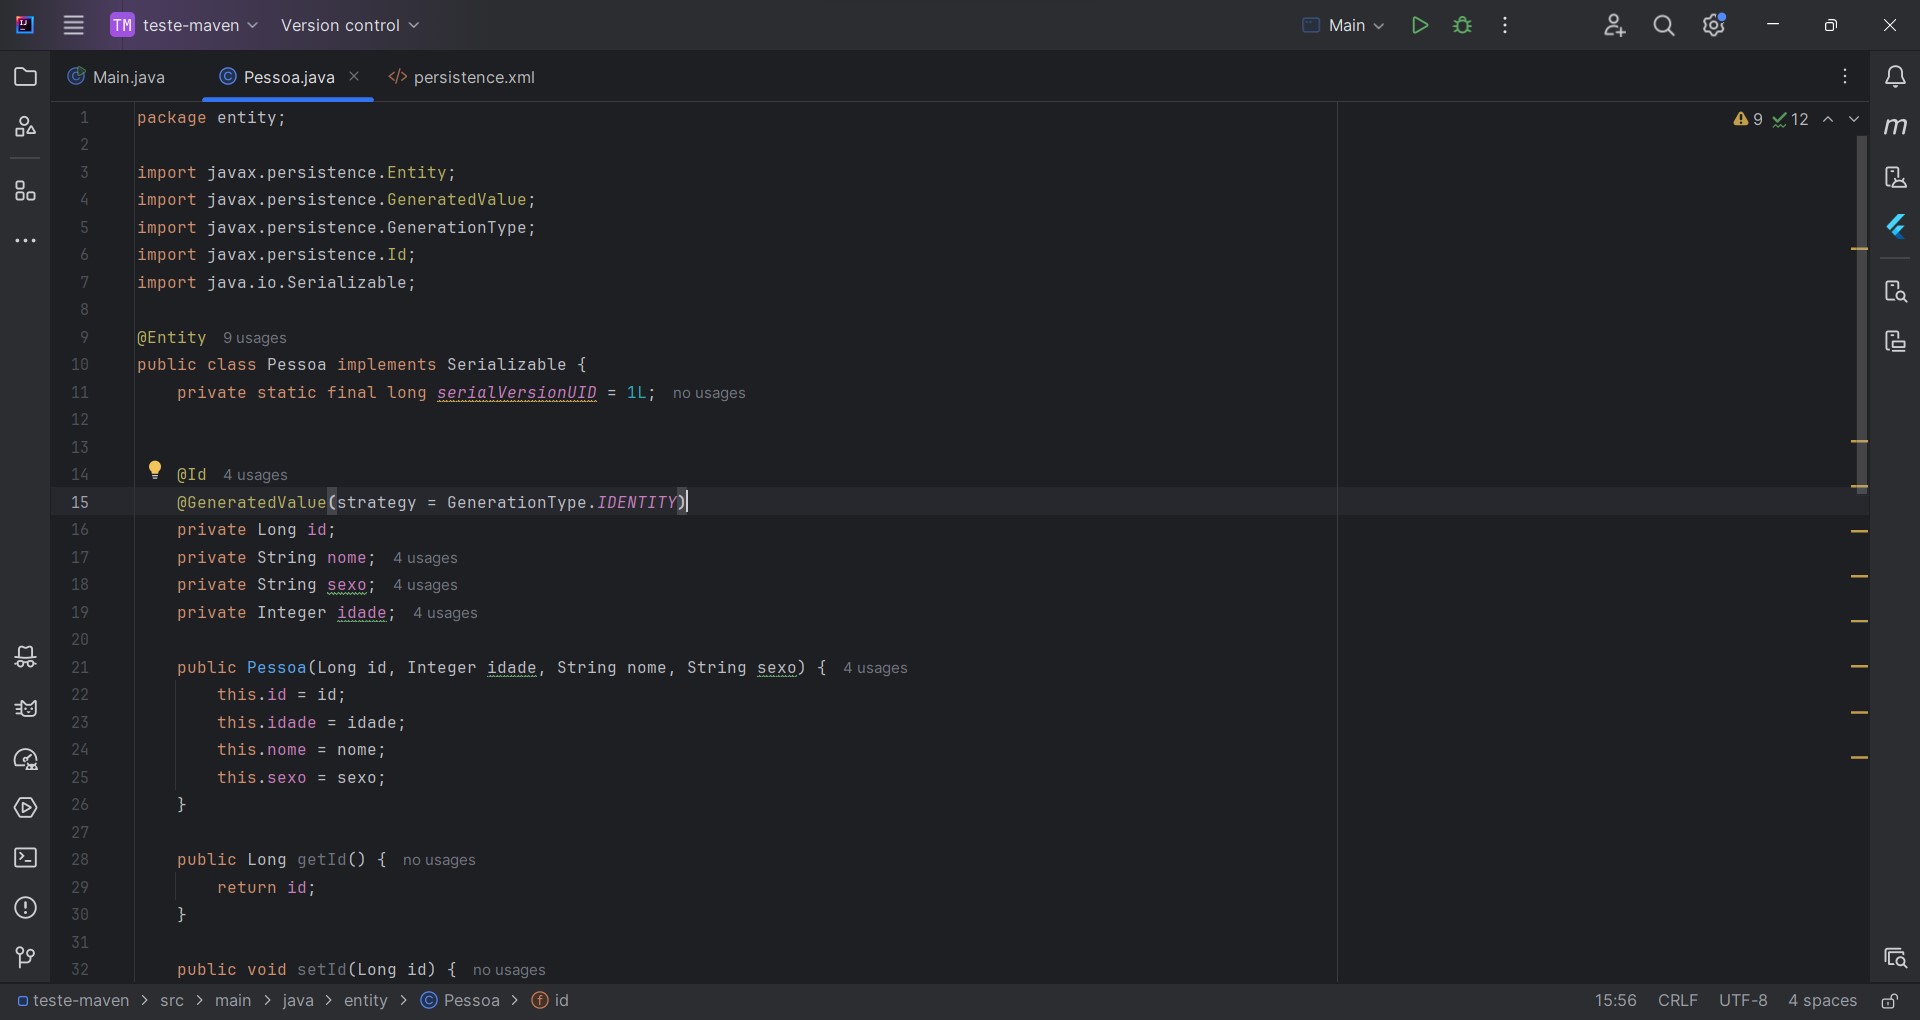 TM teste-maven Version control Main
Main.java Pessoa.java persistence.xml
9 12
1 package entity;
2
3 import javax.persistence.Entity;
4 import javax.persistence.GeneratedValue;
5 import javax.persistence.GenerationType;
6 import javax.persistence.Id;
7 import java.io.Serializable;
8
9 @Entity 9 usages
10 public class Pessoa implements Serializable {
11 private static final long serialVersionUID = 1L; no usages
12
13
14 @Id 4 usages
15 @GeneratedValue(strategy = GenerationType.IDENTITY)
16 private Long id;
17 private String nome; 4 usages
18 private String sexo; 4 usages
19 private Integer idade; 4 usages
20
21 public Pessoa(Long id, Integer idade, String nome, String sexo) { 4 usages
22 this.id = id;
23 this.idade = idade;
24 this.nome = nome;
25 this.sexo = sexo;
26 }
27
28 public Long getId() { no usages
29 return id;
30 }
31
32 public void setId(Long id) { no usages
teste-maven > src > main > java > entity > Pessoa > id 15:56 CRLF UTF-8 4 spaces